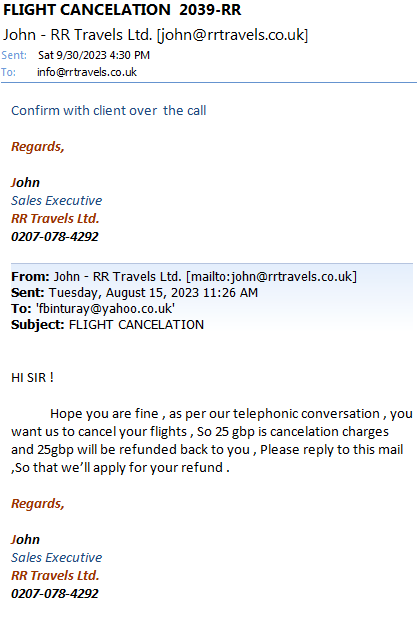 FLIGHT CANCELATION  2039-RR
John - RR Travels Ltd. [john@rrtravels.co.uk]
Sent: Sat 9/30/2023 4:30 PM
To: info@rrtravels.co.uk
Confirm with client over  the call
Regards,
John
Sales Executive
RR Travels Ltd.
0207-078-4292
From: John - RR Travels Ltd. [mailto:john@rrtravels.co.uk]
Sent: Tuesday, August 15, 2023 11:26 AM
To: 'fbinturay@yahoo.co.uk'
Subject: FLIGHT CANCELATION
HI SIR !
Hope you are fine , as per our telephonic conversation , you
want us to cancel your flights , So 25 gbp is cancelation charges
and 25gbp will be refunded back to you , Please reply to this mail
,So that we'll apply for your refund .
Regards,
John
Sales Executive
RR Travels Ltd.
0207-078-4292